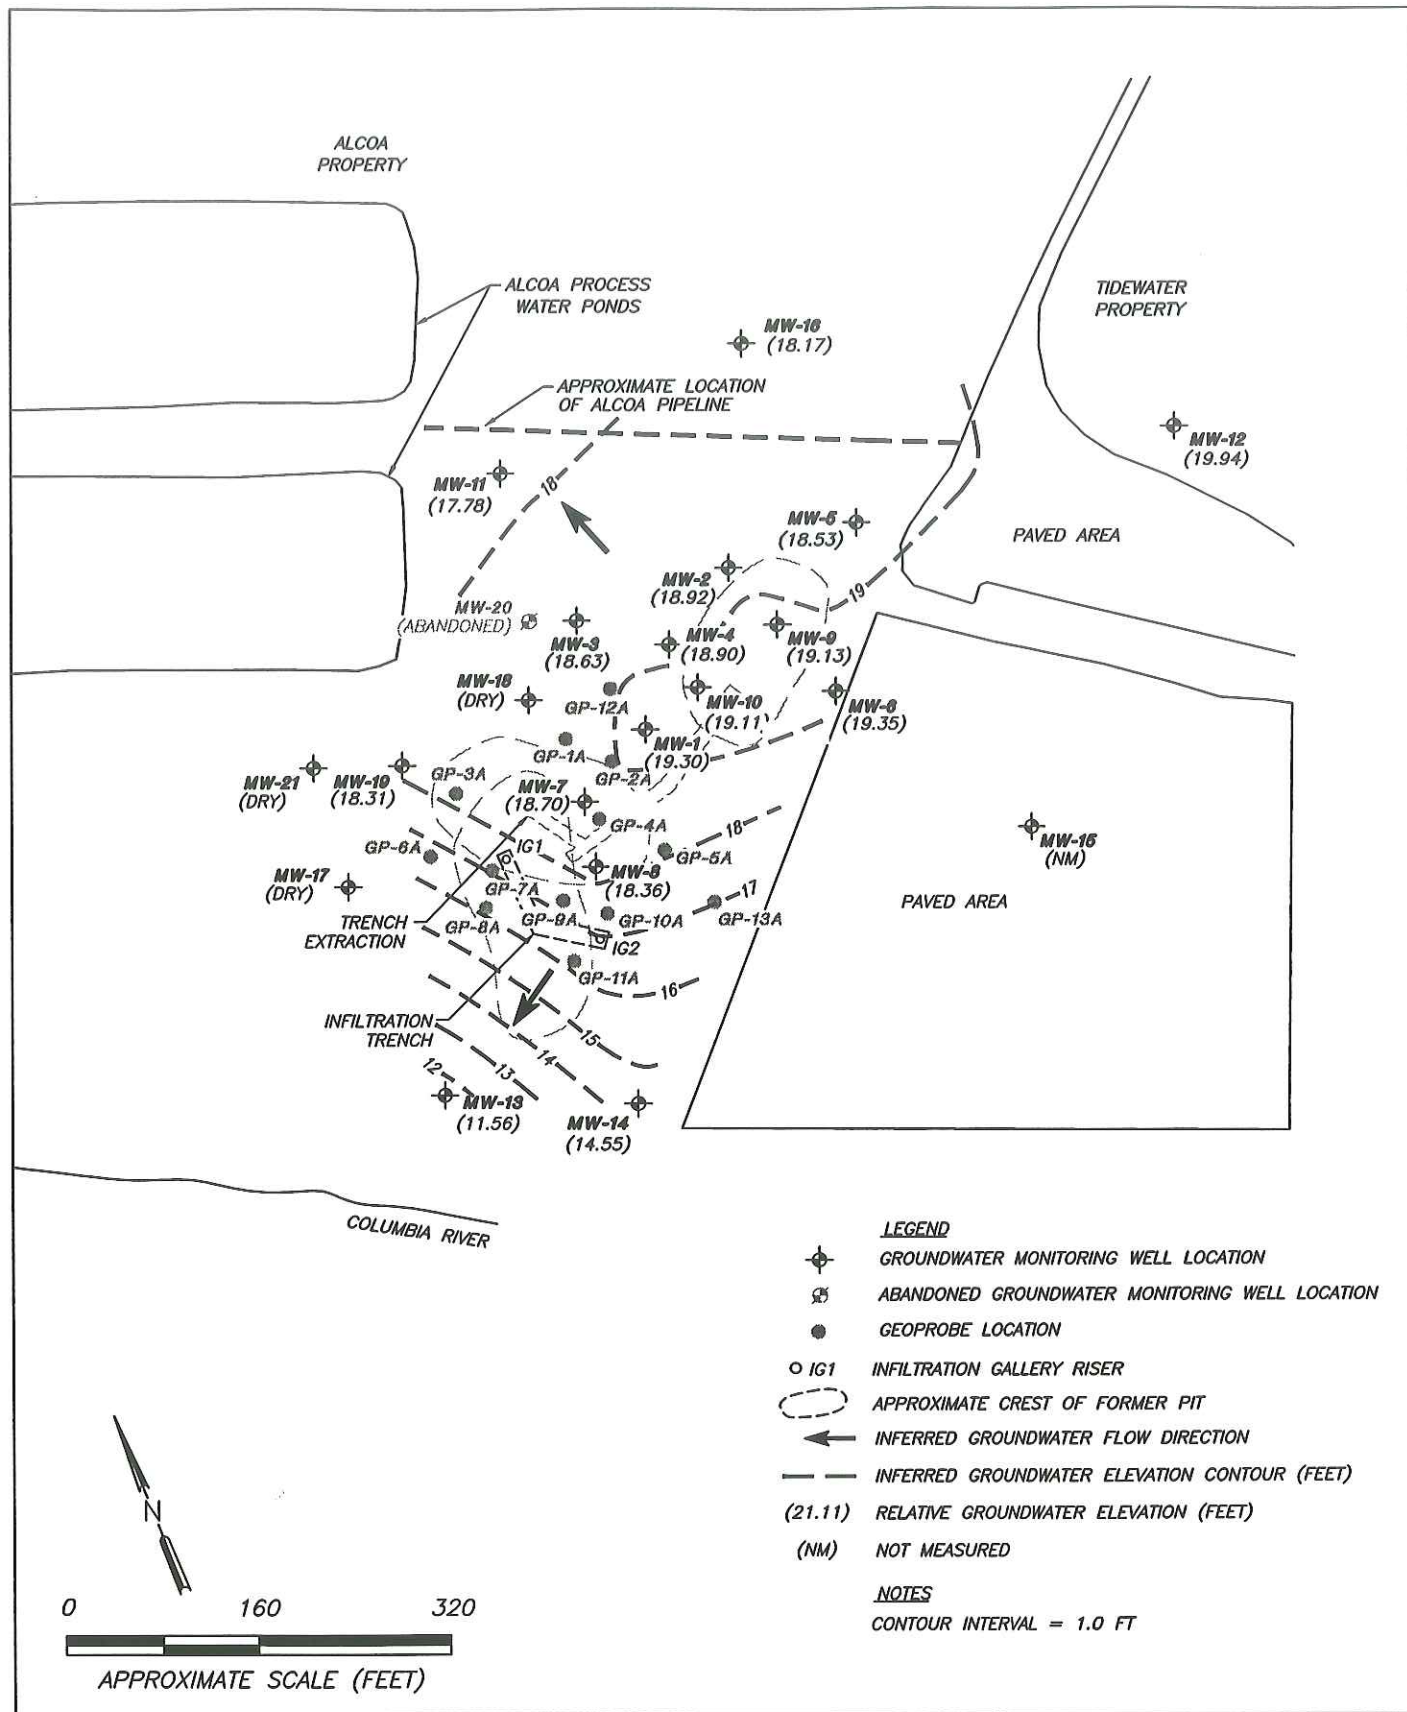 ALCOA
PROPERTY
ALCOA PROCESS
WATER PONDS
TIDEWATER
PROPERTY
MW-16
(18.17)
APPROXIMATE LOCATION
OF ALCOA PIPELINE
MW-12
(19.94)
MW-11
(17.78)
18
MW-5
(18.53)
PAVED AREA
MW-2
(18.92)
19
MW-20
(ABANDONED)
MW-3
(18.63)
MW-4
(18.90)
MW-9
(19.13)
MW-18
(DRY)
GP-12A
MW-10
(19.11)
MW-6
(19.35)
MW-1
(19.30)
GP-1A
GP-2A
MW-21
(DRY)
MW-19
(18.31)
GP-3A
MW-7
(18.70)
GP-4A
18
GP-6A
IG1
GP-5A
MW-15
(NM)
MW-17
(DRY)
GP-7A
MW-8
(18.36)
17
PAVED AREA
TRENCH
EXTRACTION
GP-8A
GP-9A
GP-10A
GP-13A
IG2
GP-11A
16
INFILTRATION
TRENCH
15
14
13
12
MW-13
(11.56)
MW-14
(14.55)
COLUMBIA RIVER
LEGEND
GROUNDWATER MONITORING WELL LOCATION
ABANDONED GROUNDWATER MONITORING WELL LOCATION
GEOPROBE LOCATION
IG1 INFILTRATION GALLERY RISER
APPROXIMATE CREST OF FORMER PIT
INFERRED GROUNDWATER FLOW DIRECTION
INFERRED GROUNDWATER ELEVATION CONTOUR (FEET)
(21.11) RELATIVE GROUNDWATER ELEVATION (FEET)
(NM) NOT MEASURED
NOTES
CONTOUR INTERVAL = 1.0 FT
N
0 160 320
APPROXIMATE SCALE (FEET)